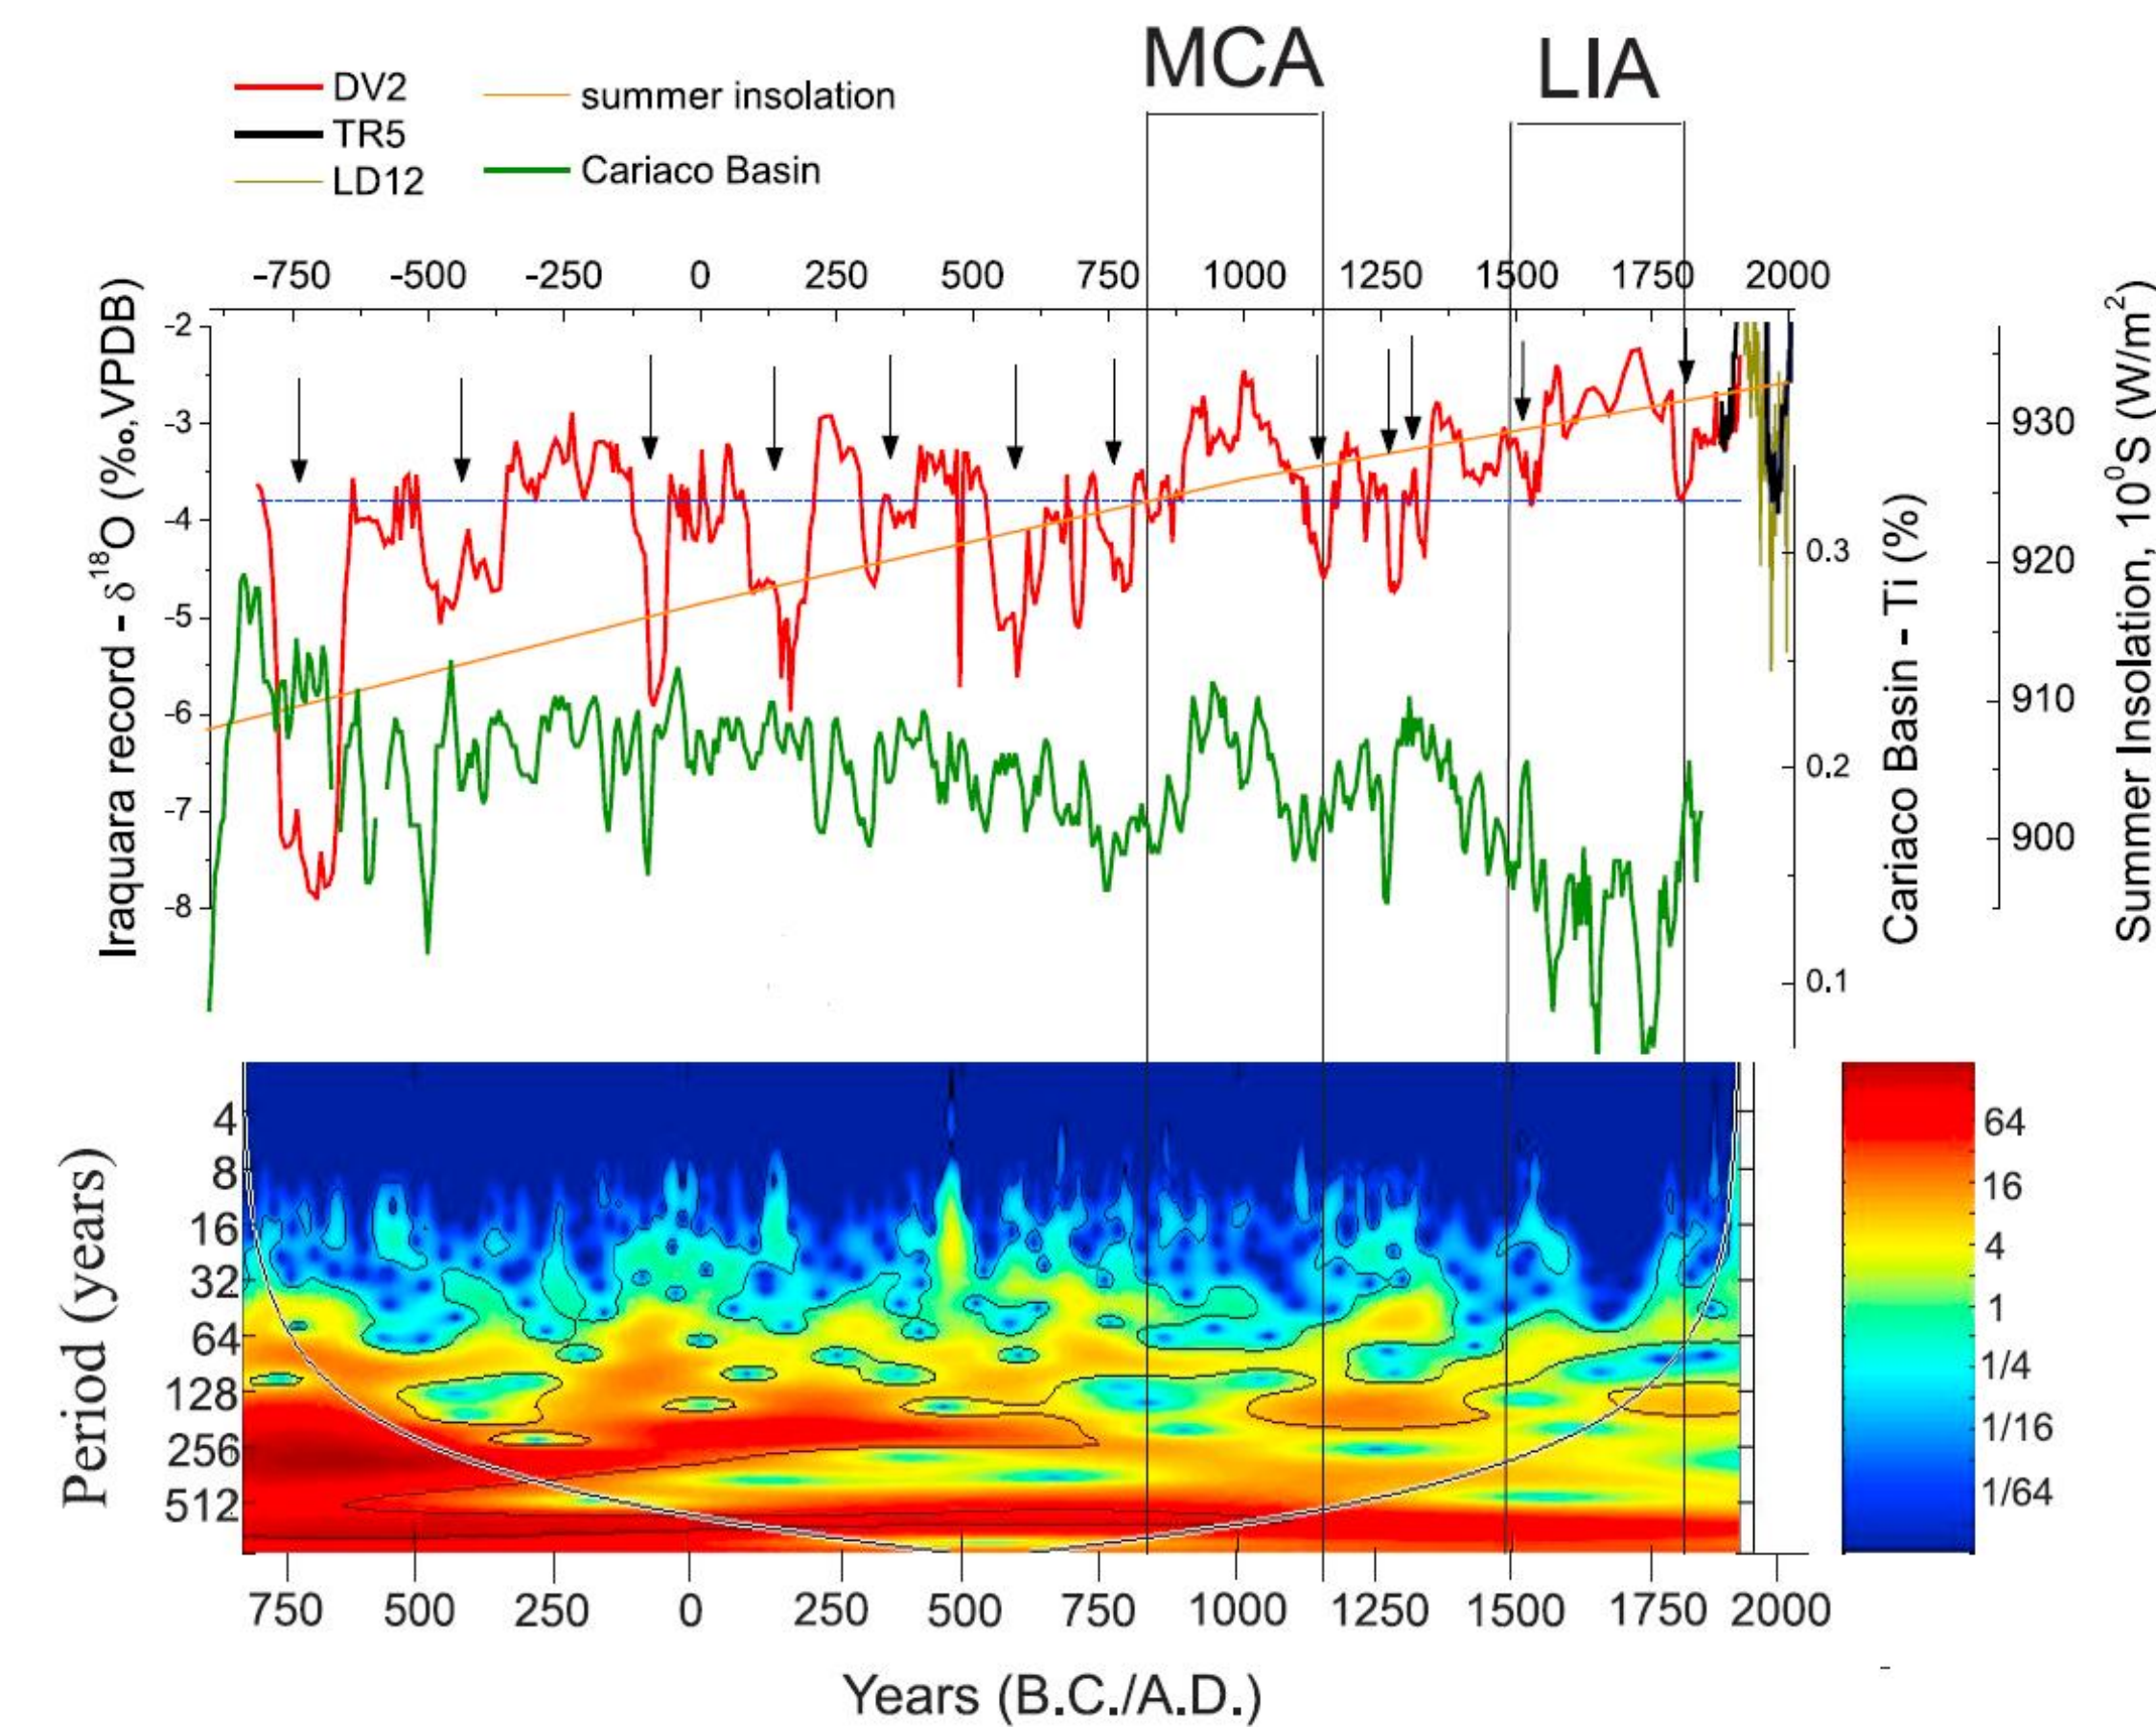 MCA
LIA
DV2
TR5
LD12
summer insolation
Cariaco Basin
-750 -500 -250 0 250 500 750 1000 1250 1500 1750 2000
Iraquara record - δ18O (‰,VPDB)
-2
-3
-4
-5
-6
-7
-8
0.3
0.2
0.1
Cariaco Basin - Ti (%)
930
920
910
900
Summer Insolation, 10⁰S (W/m²)
Period (years)
4
8
16
32
64
128
256
512
64
16
4
1
1/4
1/16
1/64
750 500 250 0 250 500 750 1000 1250 1500 1750 2000
Years (B.C./A.D.)